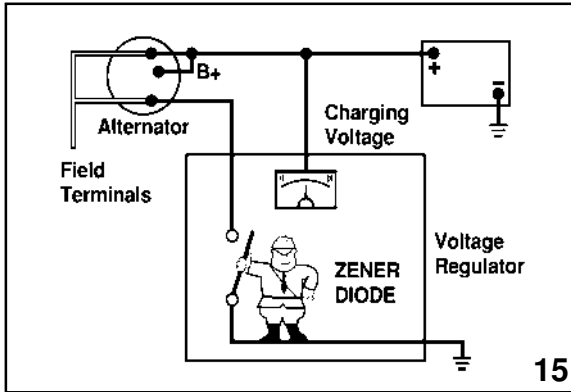 B+
+
–
Alternator
Charging
Voltage
Field
Terminals
Voltage
Regulator
ZENER
DIODE
15